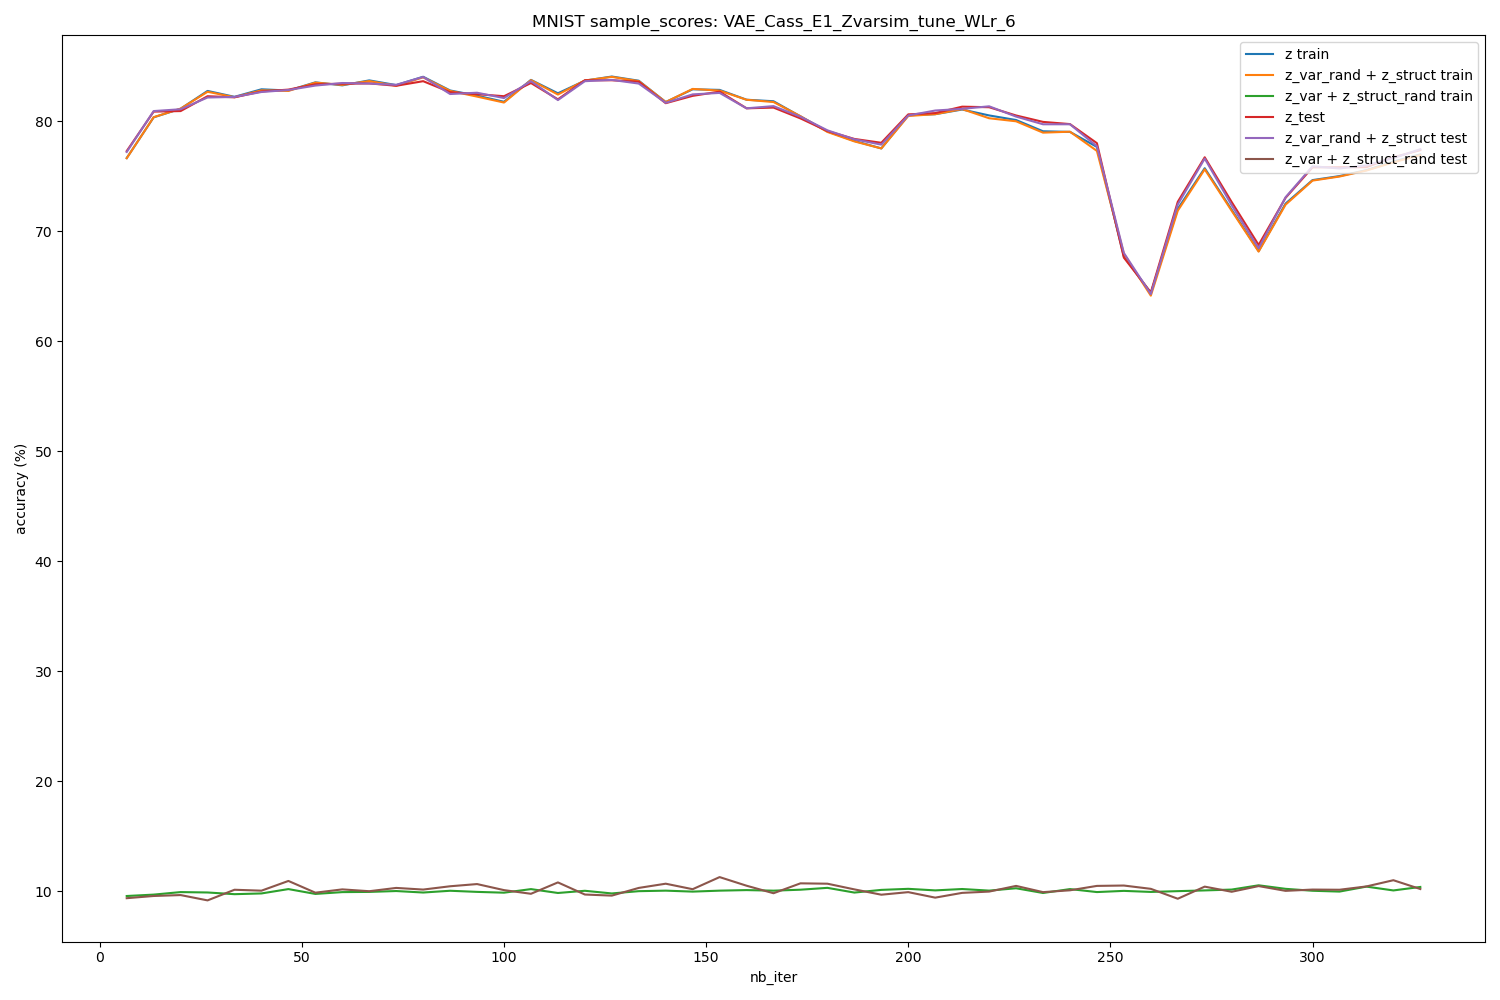 MNIST sample_scores: VAE_Cass_E1_Zvarsim_tune_WLr_6
z train
z_var_rand + z_struct train
z_var + z_struct_rand train
z_test
z_var_rand + z_struct test
z_var + z_struct_rand test
accuracy (%)
80
70
60
50
40
30
20
10
0
50
100
150
200
250
300
nb_iter